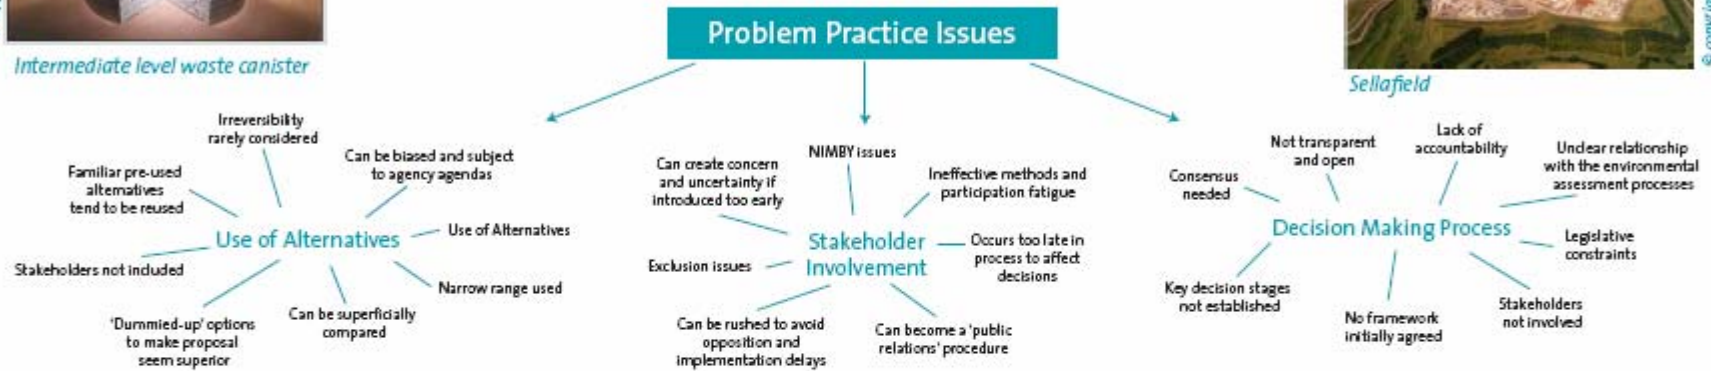 Problem Practice Issues
Intermediate level waste canister
Sellafield
Irreversibility
rarely considered
Can be biased and subject
to agency agendas
Familiar pre-used
alternatives
tend to be reused
Use of Alternatives
Use of Alternatives
Stakeholders not included
Narrow range used
'Dummied-up' options
to make proposal
seem superior
Can be superficially
compared
NIMBY issues
Can create concern
and uncertainty if
introduced too early
Ineffective methods and
participation fatigue
Stakeholder
Involvement
Occurs too late in
process to affect
decisions
Exclusion issues
Can be rushed to avoid
opposition and
implementation delays
Can become a 'public
relations' procedure
Not transparent
and open
Lack of
accountability
Unclear relationship
with the environmental
assessment processes
Consensus
needed
Decision Making Process
Legislative
constraints
Key decision stages
not established
No framework
initially agreed
Stakeholders
not involved